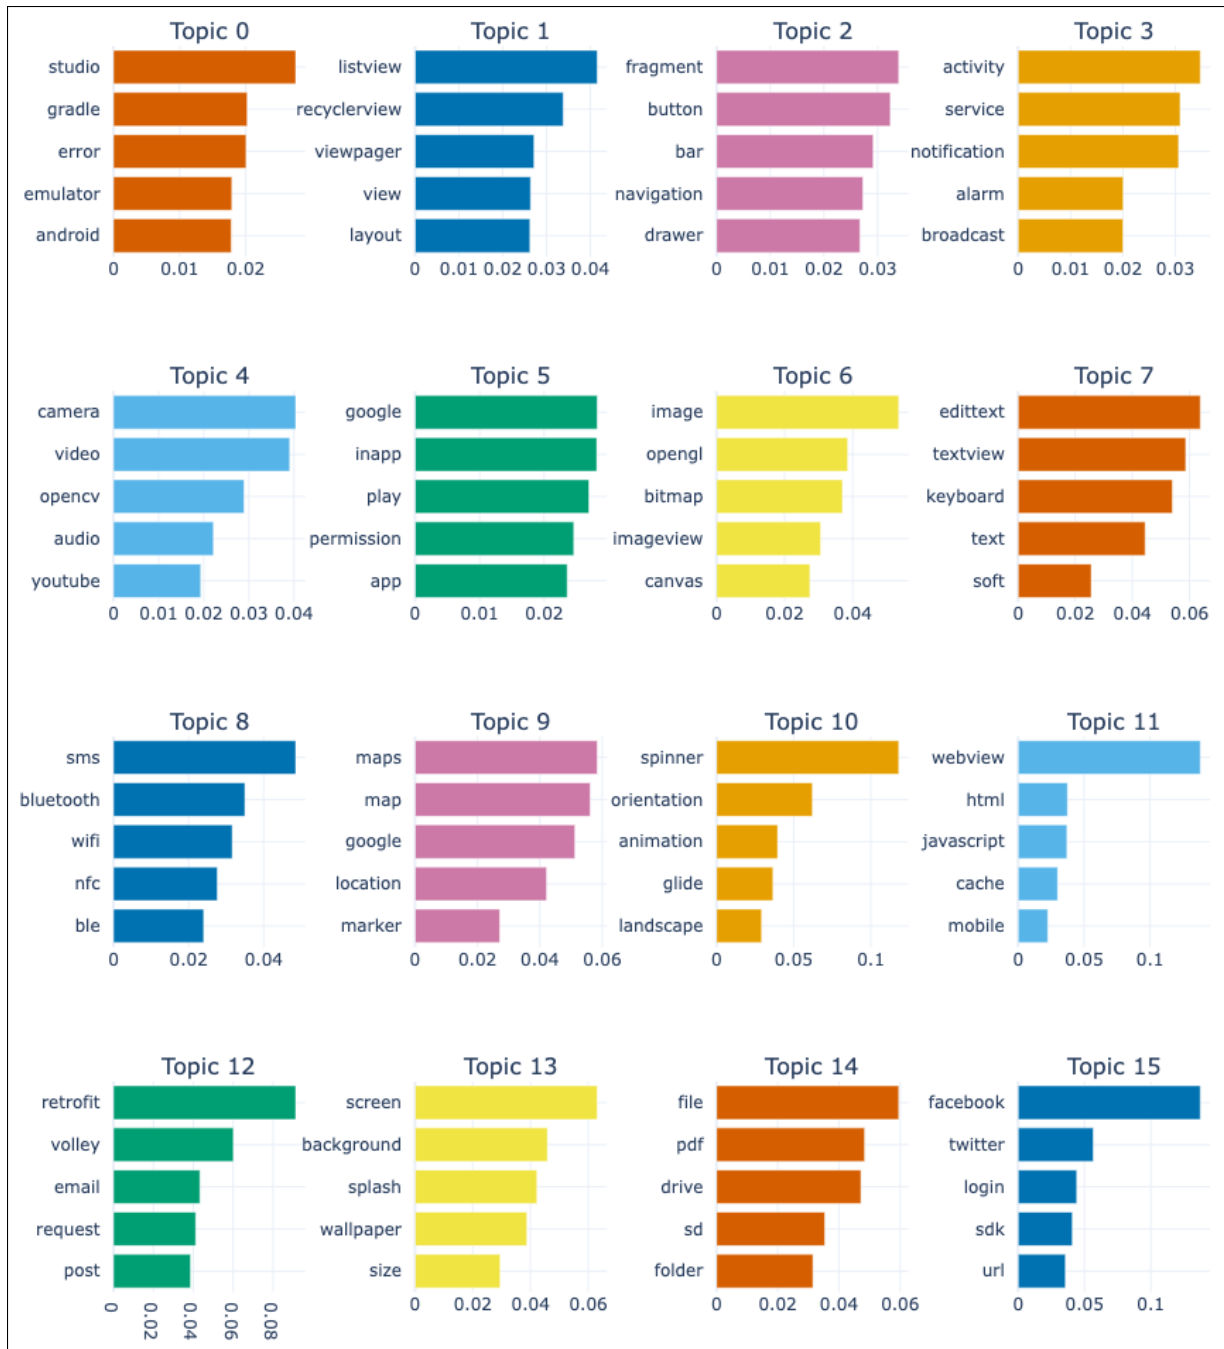 Topic 0
studio
gradle
error
emulator
android
0 0.01 0.02
Topic 1
listview
recyclerview
viewpager
view
layout
0 0.01 0.02 0.03 0.04
Topic 2
fragment
button
bar
navigation
drawer
0 0.01 0.02 0.03
Topic 3
activity
service
notification
alarm
broadcast
0 0.01 0.02 0.03
Topic 4
camera
video
opencv
audio
youtube
0 0.01 0.02 0.03 0.04
Topic 5
google
inapp
play
permission
app
0 0.01 0.02
Topic 6
image
opengl
bitmap
imageview
canvas
0 0.02 0.04
Topic 7
edittext
textview
keyboard
text
soft
0 0.02 0.04 0.06
Topic 8
sms
bluetooth
wifi
nfc
ble
0 0.02 0.04
Topic 9
maps
map
google
location
marker
0 0.02 0.04 0.06
Topic 10
spinner
orientation
animation
glide
landscape
0 0.05 0.1
Topic 11
webview
html
javascript
cache
mobile
0 0.05 0.1
Topic 12
retrofit
volley
email
request
post
0 0.02 0.04 0.06 0.08
Topic 13
screen
background
splash
wallpaper
size
0 0.02 0.04 0.06
Topic 14
file
pdf
drive
sd
folder
0 0.02 0.04 0.06
Topic 15
facebook
twitter
login
sdk
url
0 0.05 0.1